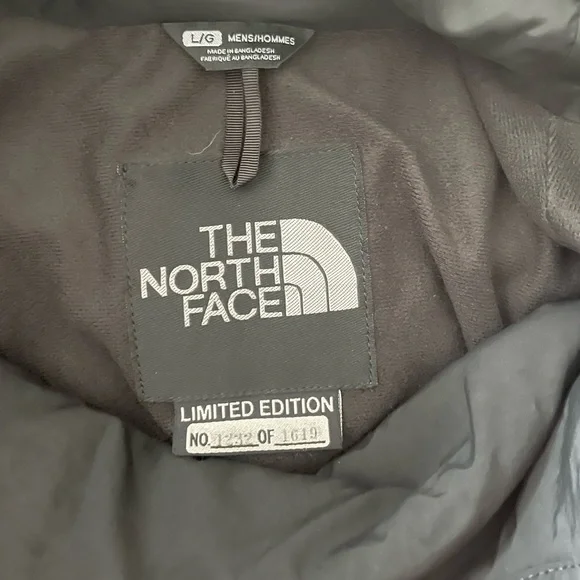 L/G MENS/HOMMES
MADE IN BANGLADESH
FABRIQUÉ AU BANGLADESH
THE
NORTH
FACE
LIMITED EDITION
NO. 1232 OF 1619